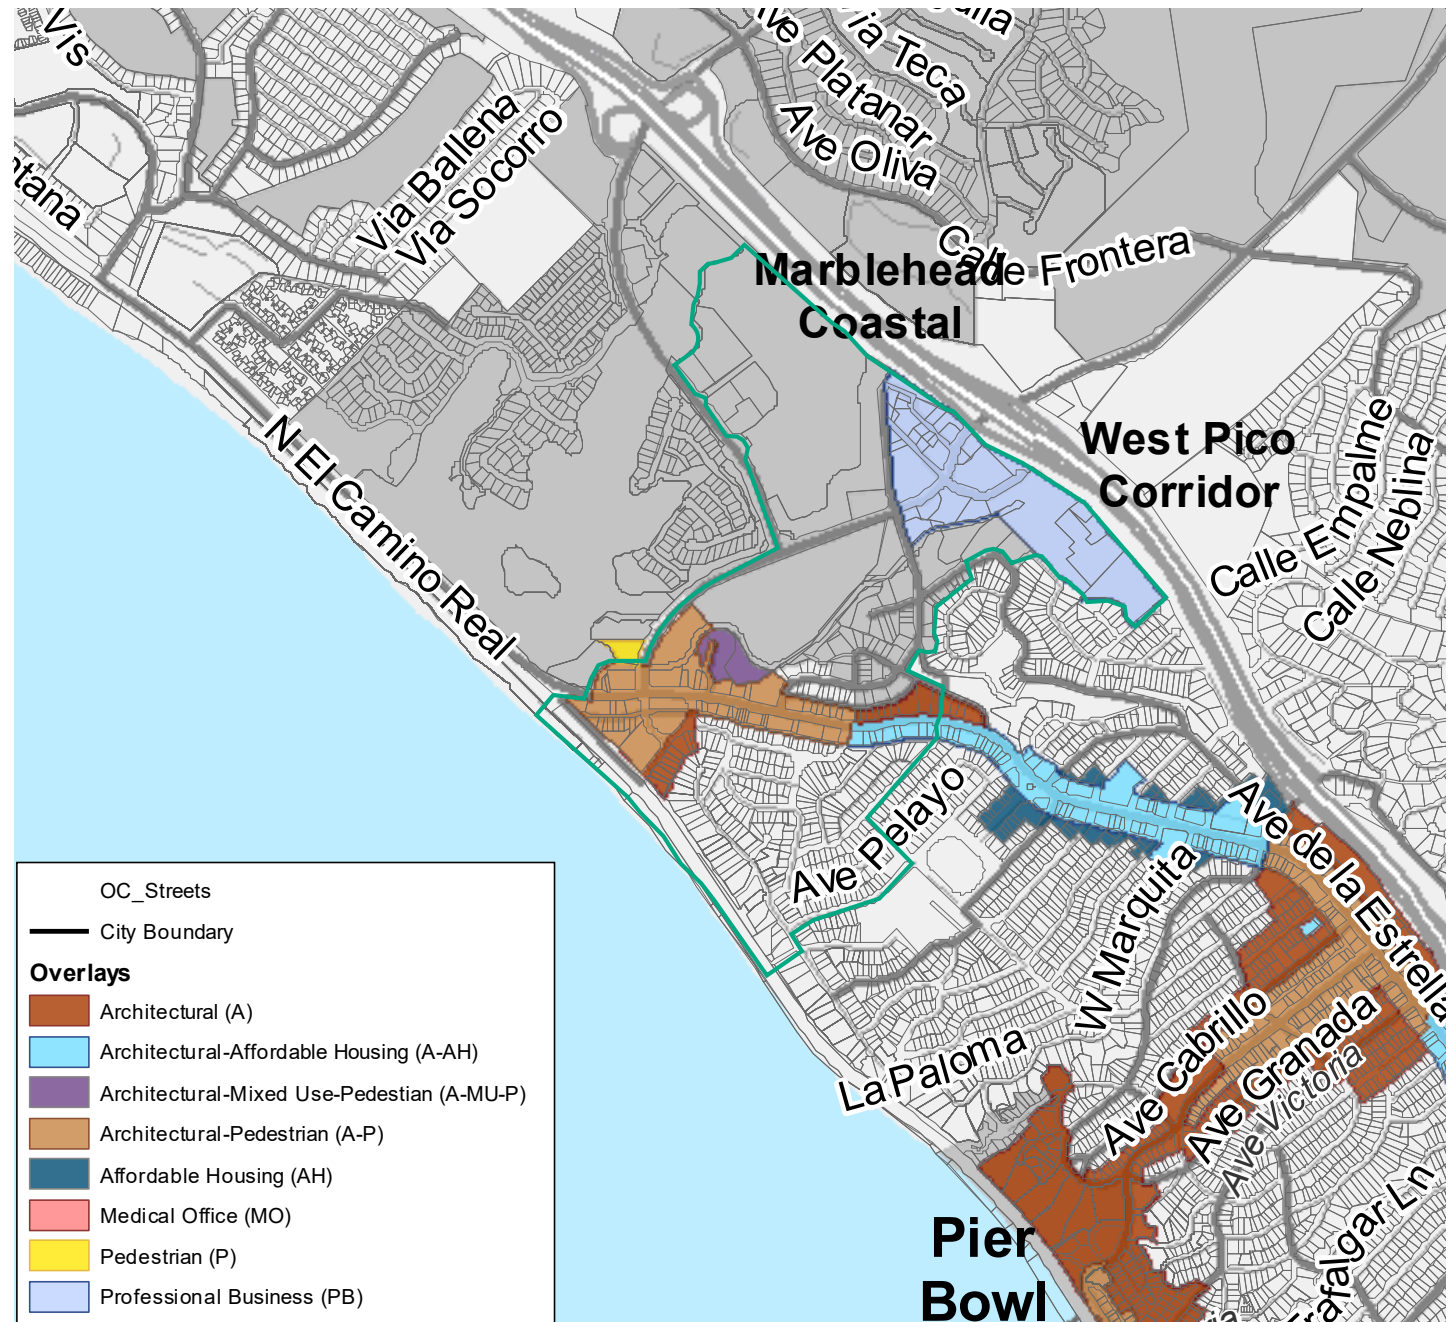 Vis
Via Ballena
Via Socorro
Via Teca
Ave Platanar
Ave Oliva
Calle Frontera
Marblehead
Coastal
West Pico
Corridor
Calle Empalme
Calle Neblina
N El Camino Real
Ave Pelayo
Ave de la Estrella
W Marquita
La Paloma
Ave Cabrillo
Ave Granada
Ave Victoria
Trafalgar Ln
Pier
Bowl
OC_Streets
City Boundary
Overlays
Architectural (A)
Architectural-Affordable Housing (A-AH)
Architectural-Mixed Use-Pedestian (A-MU-P)
Architectural-Pedestrian (A-P)
Affordable Housing (AH)
Medical Office (MO)
Pedestrian (P)
Professional Business (PB)